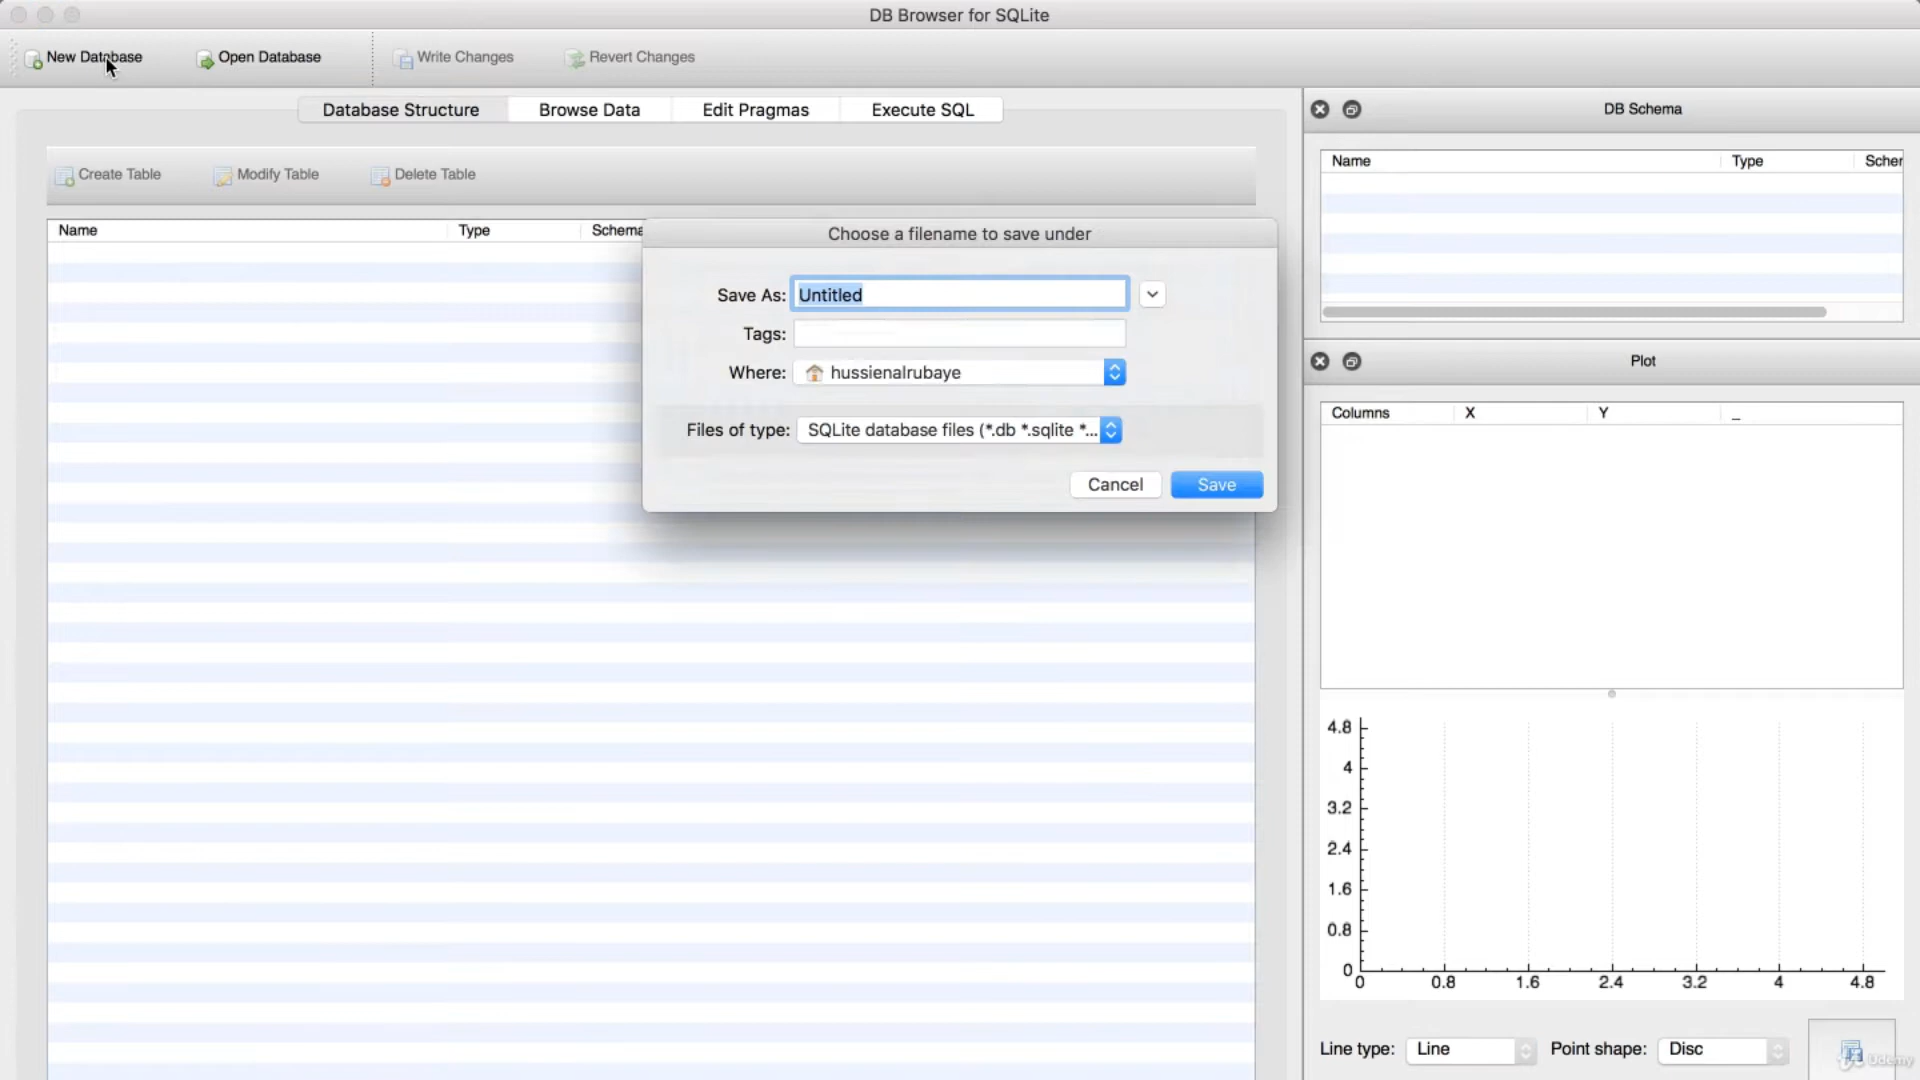 DB Browser for SQLite
New Database
Open Database
Write Changes
Revert Changes
Database Structure
Browse Data
Edit Pragmas
Execute SQL
Create Table
Modify Table
Delete Table
Name
Type
Schema
Choose a filename to save under
Save As:
Untitled
Tags:
Where:
hussienalrubaye
Files of type:
SQLite database files (*.db *.sqlite *...
Cancel
Save
DB Schema
Name
Type
Scher
Plot
Columns
X
Y
_
4.8
4
3.2
2.4
1.6
0.8
0
0 0.8 1.6 2.4 3.2 4 4.8
Line type:
Line
Point shape:
Disc
Udemy